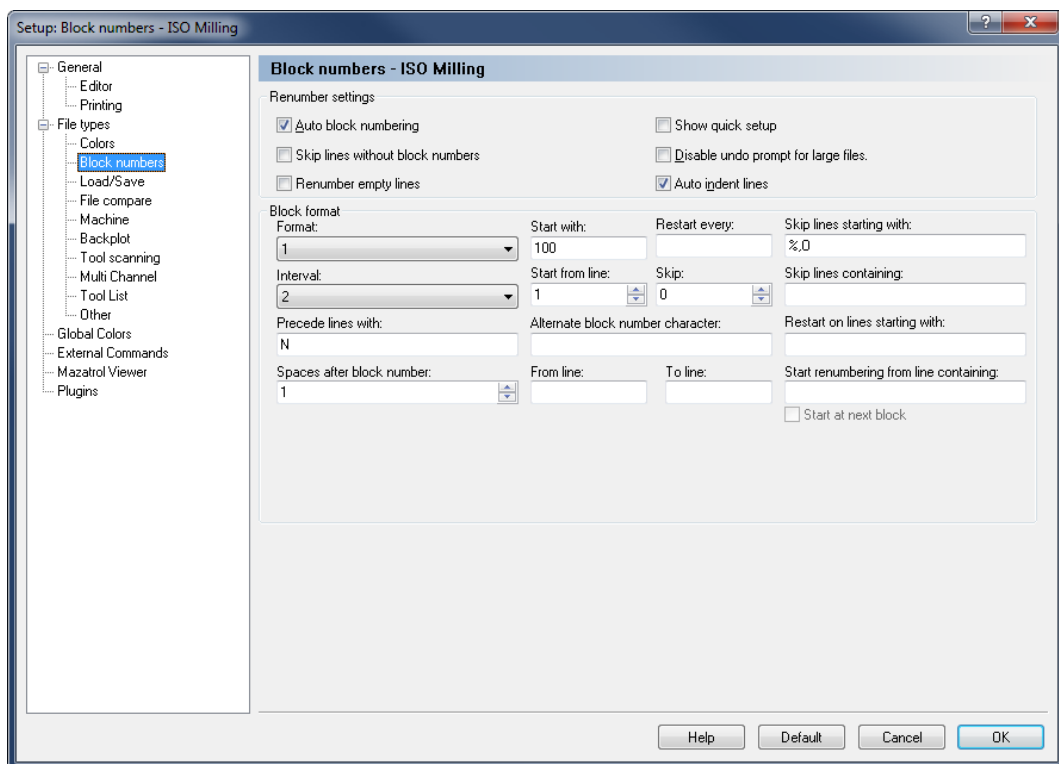 Setup: Block numbers - ISO Milling
General
Editor
Printing
File types
Colors
Block numbers
Load/Save
File compare
Machine
Backplot
Tool scanning
Multi Channel
Tool List
Other
Global Colors
External Commands
Mazatrol Viewer
Plugins
Block numbers - ISO Milling
Renumber settings
Auto block numbering
Show quick setup
Skip lines without block numbers
Disable undo prompt for large files.
Renumber empty lines
Auto indent lines
Block format
Format:
Start with:
Restart every:
Skip lines starting with:
1
100
%,O
Interval:
Start from line:
Skip:
Skip lines containing:
2
1
0
Precede lines with:
Alternate block number character:
Restart on lines starting with:
N
Spaces after block number:
From line:
To line:
Start renumbering from line containing:
1
Start at next block
Help
Default
Cancel
OK